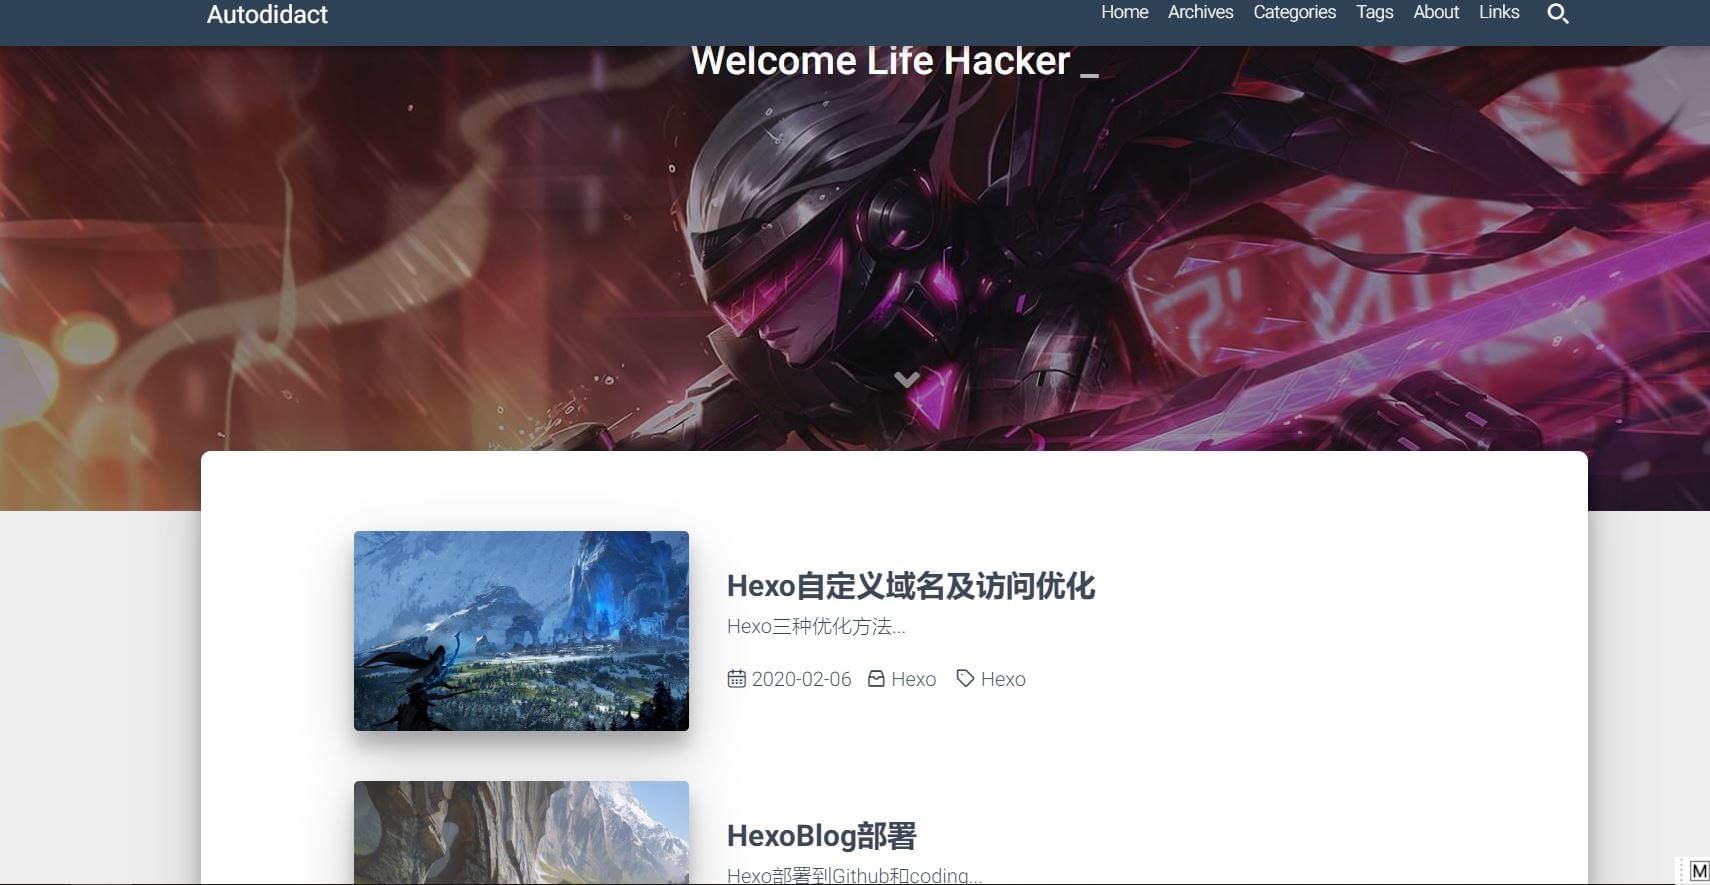 Autodidact
Home Archives Categories Tags About Links
Welcome Life Hacker _
Hexo自定义域名及访问优化
Hexo三种优化方法...
2020-02-06 Hexo Hexo
HexoBlog部署
Hexo部署到Github和coding...
M